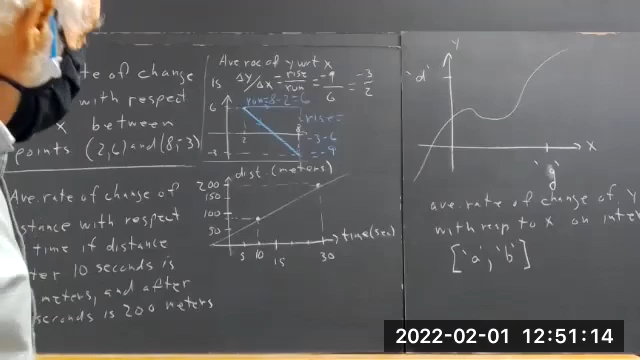 te of change
with respect
x between
points (2,6) and (8,-3)
Ave roc of y wrt x
is Δy/Δx = rise/run = -9/6 = -3/2
run = 8-2=6
rise=
-3-6
-9
6
2
8
-3
Ave. rate of change of
stance with respect
time if distance
ter 10 seconds is
meters, and after
seconds is 200 meters
dist. (meters)
200
150
100
50
5 10 15 30
time (sec)
Y
'd'
X
ave. rate of change of Y
with resp to X on inter
['a', 'b']
2022-02-01 12:51:14